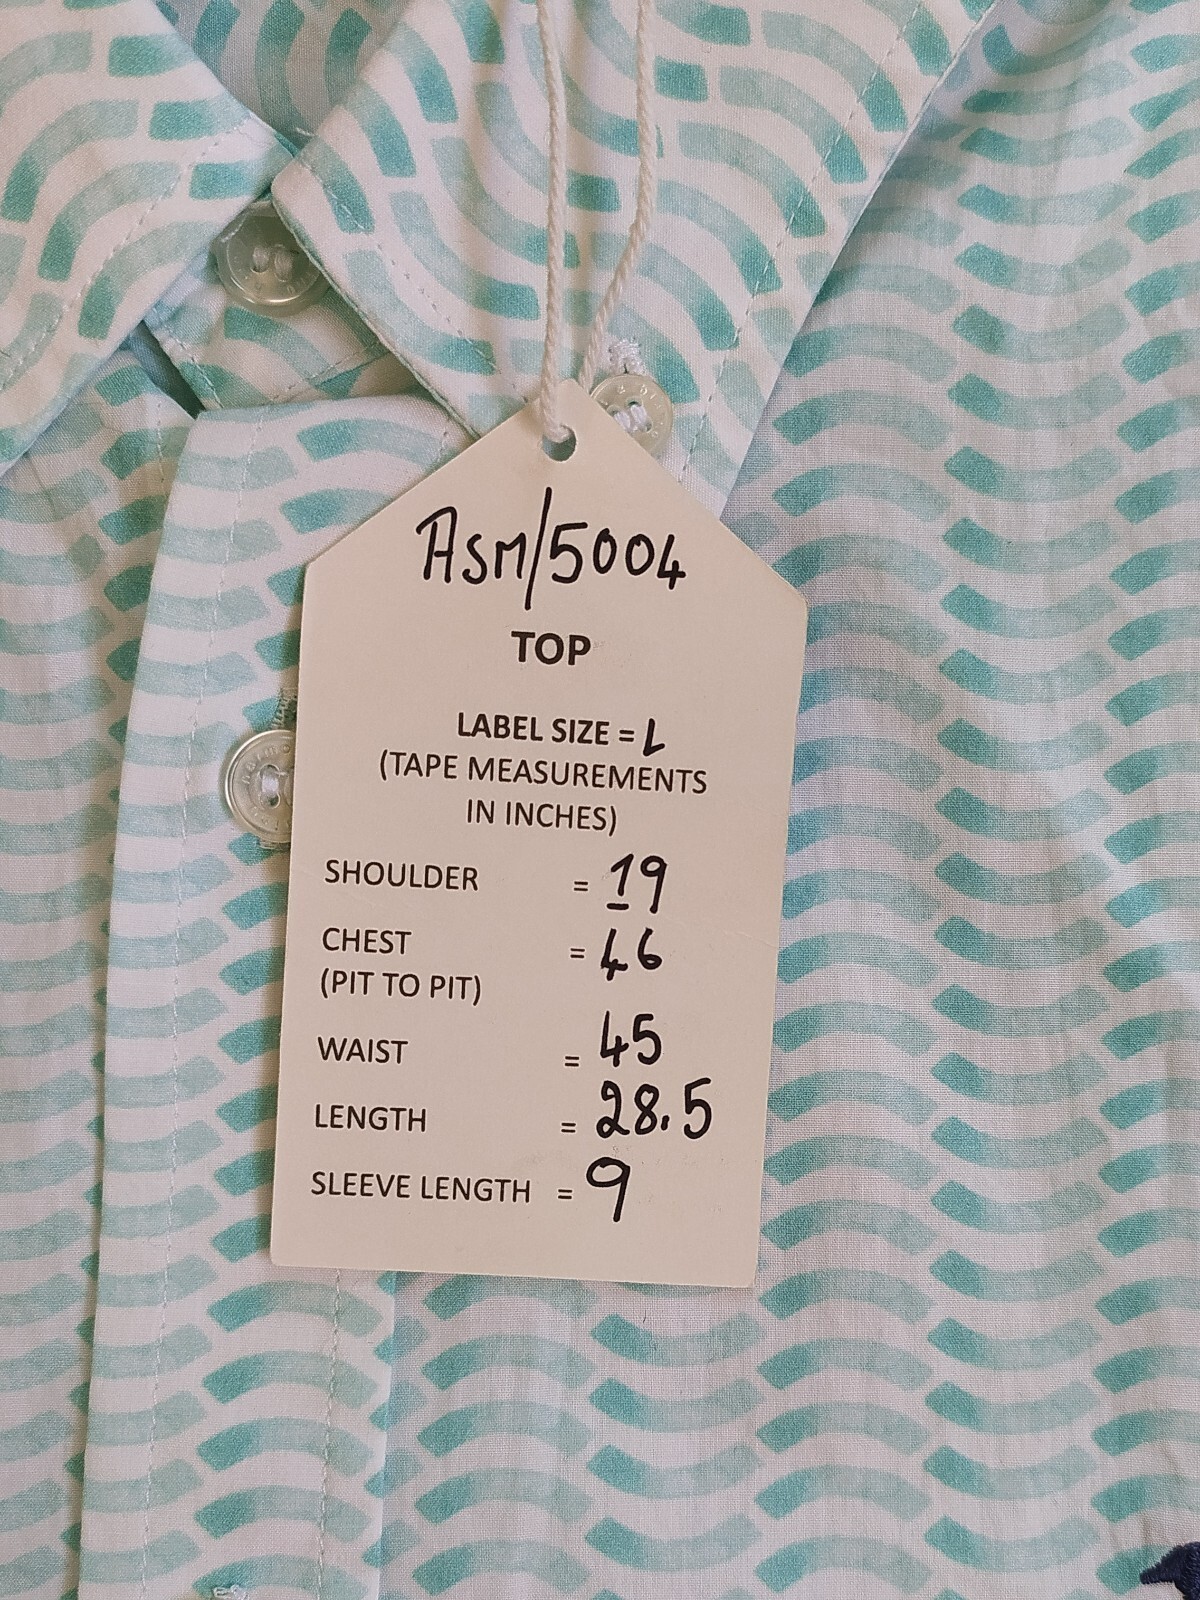 Asm/5004
TOP
LABEL SIZE = L
(TAPE MEASUREMENTS
IN INCHES)
SHOULDER = 19
CHEST = 46
(PIT TO PIT)
WAIST = 45
LENGTH = 28.5
SLEEVE LENGTH = 9